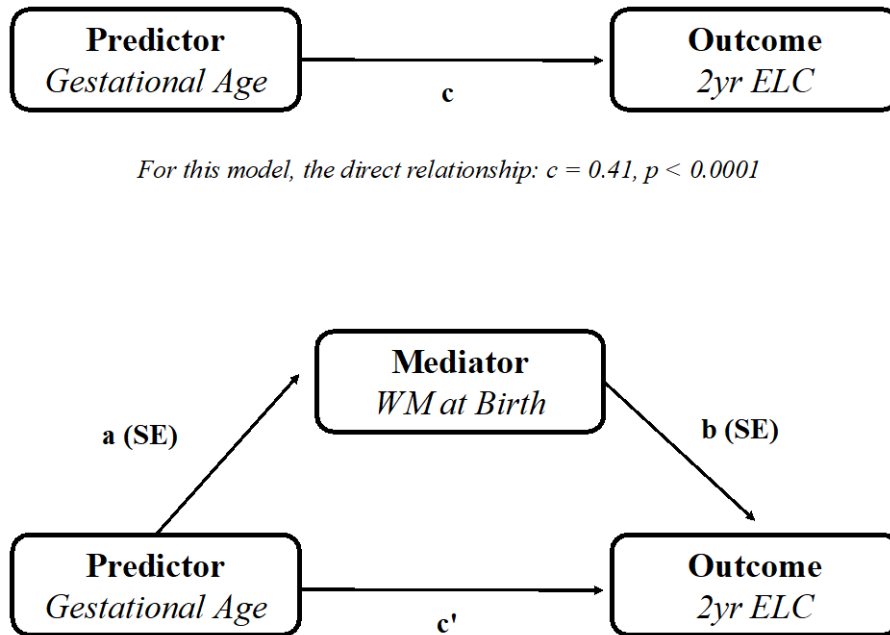 Predictor
Gestational Age
Outcome
2yr ELC
c
For this model, the direct relationship: c = 0.41, p < 0.0001
Mediator
WM at Birth
a (SE)
b (SE)
Predictor
Gestational Age
Outcome
2yr ELC
c'